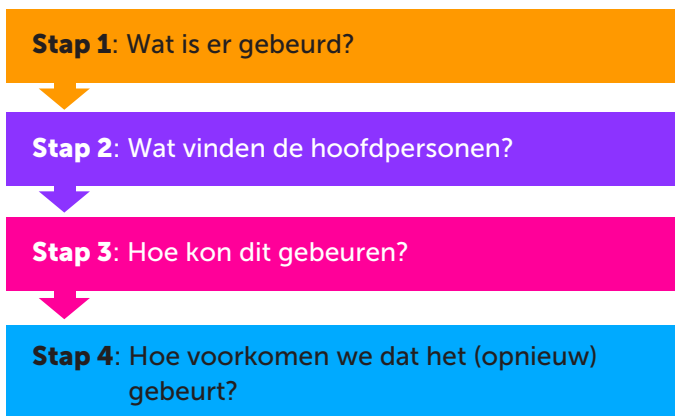 Stap 1: Wat is er gebeurd?
Stap 2: Wat vinden de hoofdpersonen?
Stap 3: Hoe kon dit gebeuren?
Stap 4: Hoe voorkomen we dat het (opnieuw)
gebeurt?